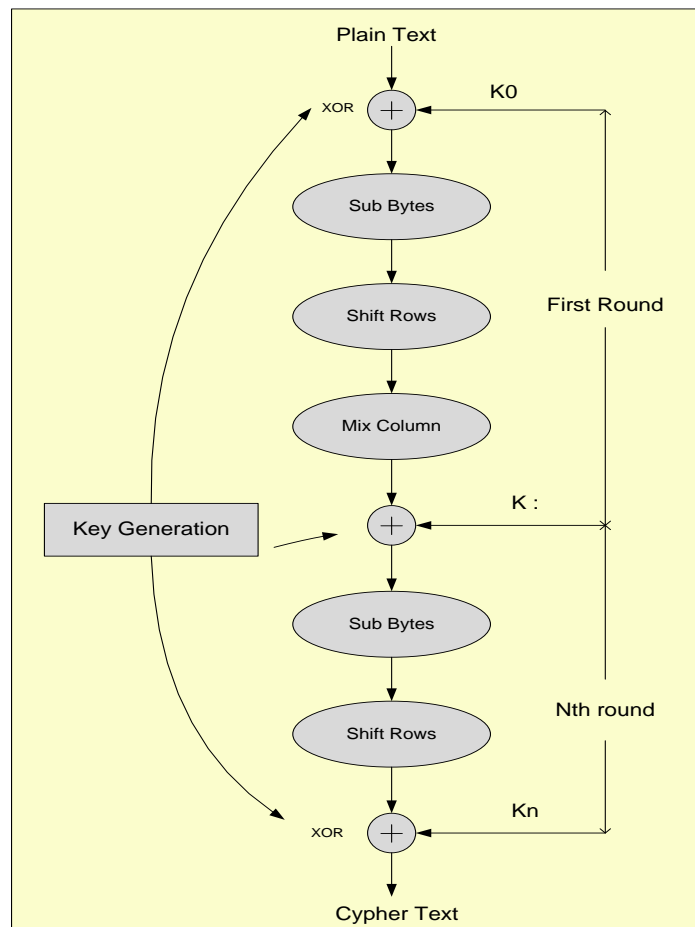 Plain Text
XOR
K0
Sub Bytes
Shift Rows
First Round
Mix Column
Key Generation
K :
Sub Bytes
Nth round
Shift Rows
XOR
Kn
Cypher Text